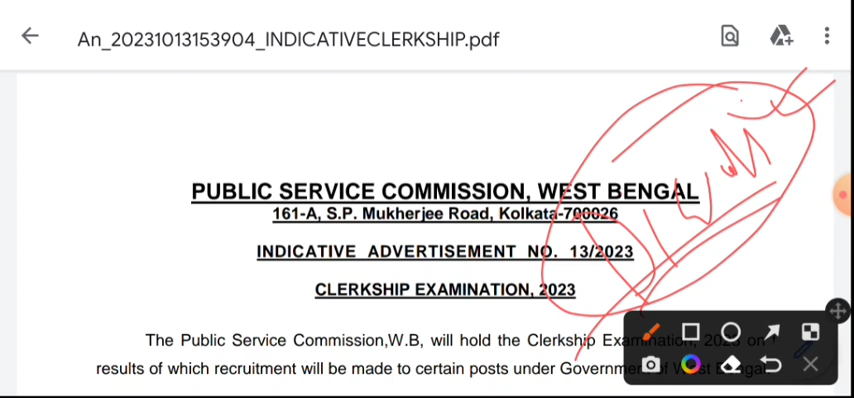 An_20231013153904_INDICATIVECLERKSHIP.pdf
PUBLIC SERVICE COMMISSION, WEST BENGAL
161-A, S.P. Mukherjee Road, Kolkata-700026
INDICATIVE ADVERTISEMENT NO. 13/2023
CLERKSHIP EXAMINATION, 2023
The Public Service Commission,W.B, will hold the Clerkship Examination, 2023 on
results of which recruitment will be made to certain posts under Government of West Bengal